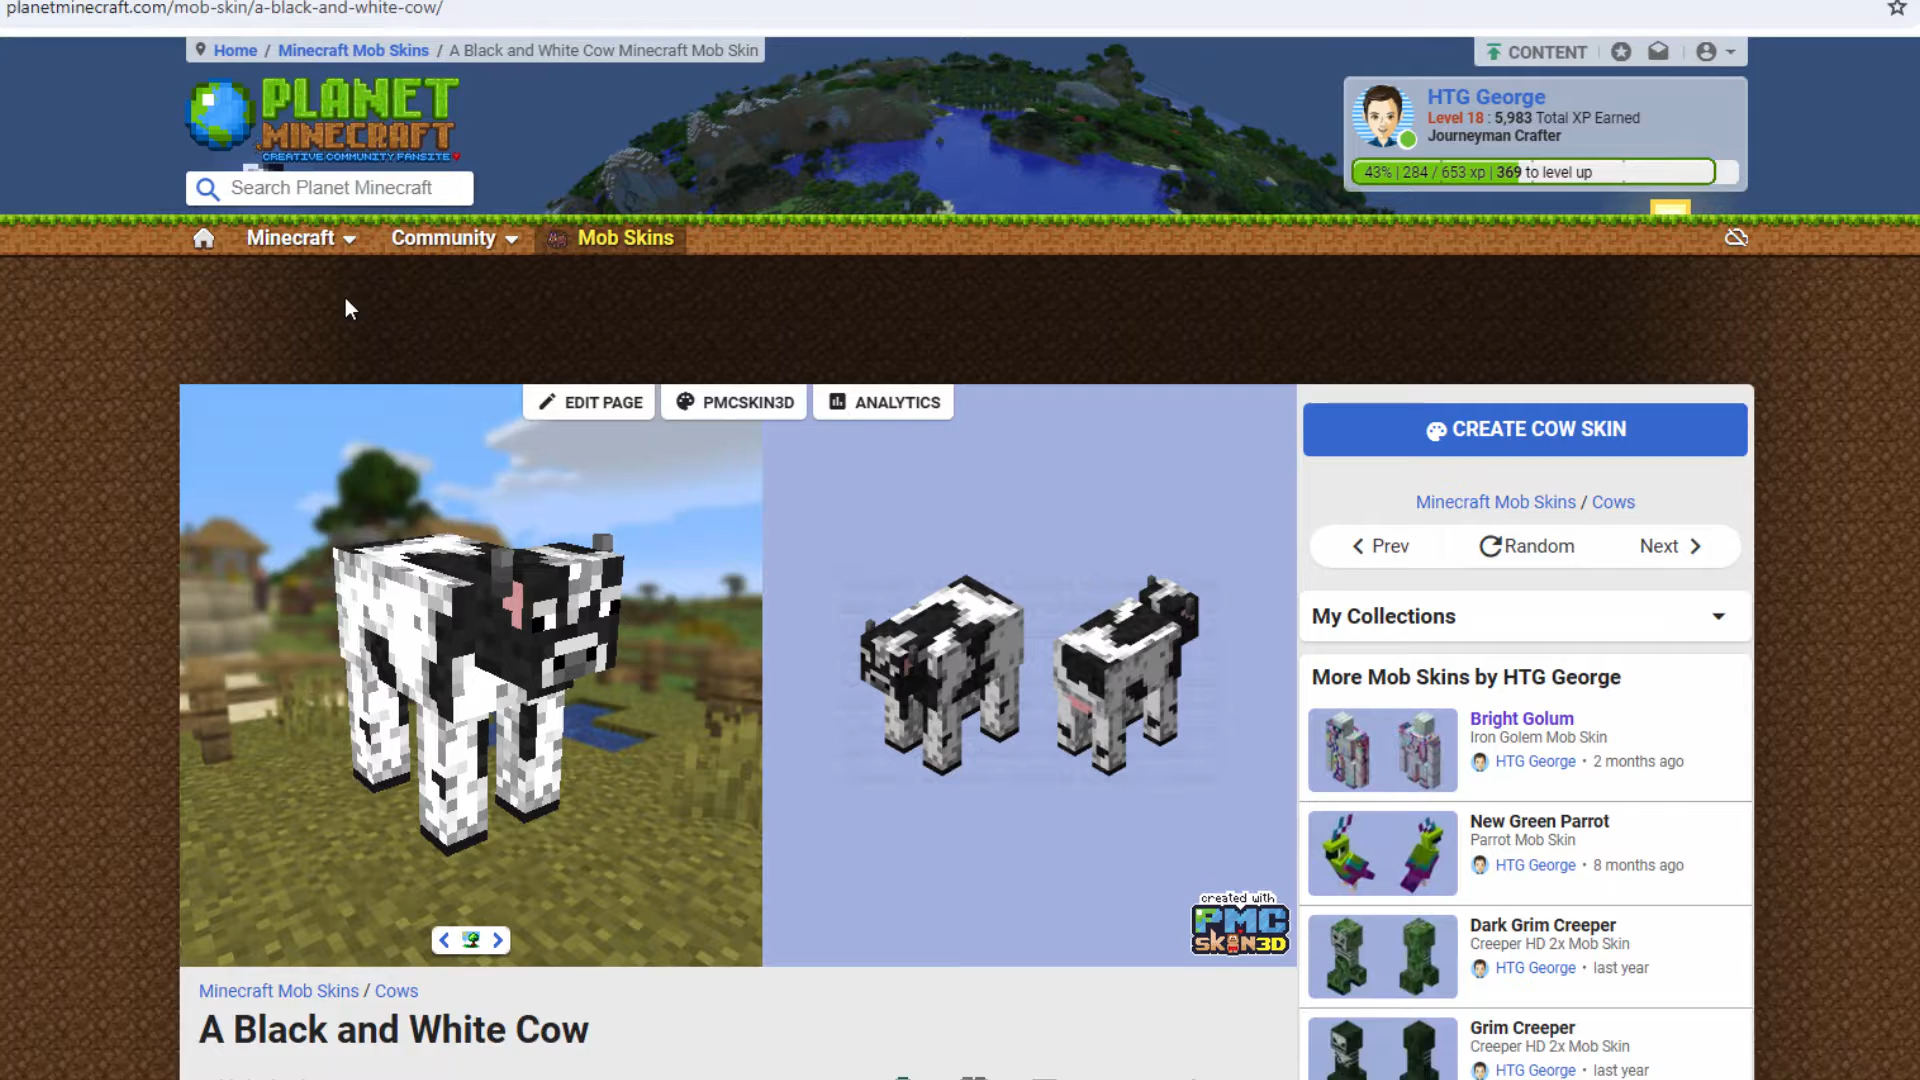 planetminecraft.com/mob-skin/a-black-and-white-cow/
Home / Minecraft Mob Skins / A Black and White Cow Minecraft Mob Skin
CONTENT
PLANET
MINECRAFT
CREATIVE COMMUNITY FANSITE
HTG George
Level 18 : 5,983 Total XP Earned
Journeyman Crafter
43% | 284 / 653 xp | 369 to level up
Search Planet Minecraft
Minecraft
Community
Mob Skins
EDIT PAGE
PMCSKIN3D
ANALYTICS
CREATE COW SKIN
Minecraft Mob Skins / Cows
Prev
Random
Next
My Collections
More Mob Skins by HTG George
Bright Golum
Iron Golem Mob Skin
HTG George • 2 months ago
New Green Parrot
Parrot Mob Skin
HTG George • 8 months ago
Dark Grim Creeper
Creeper HD 2x Mob Skin
HTG George • last year
Grim Creeper
Creeper HD 2x Mob Skin
HTG George • last year
created with
PMC
SKIN3D
Minecraft Mob Skins / Cows
A Black and White Cow